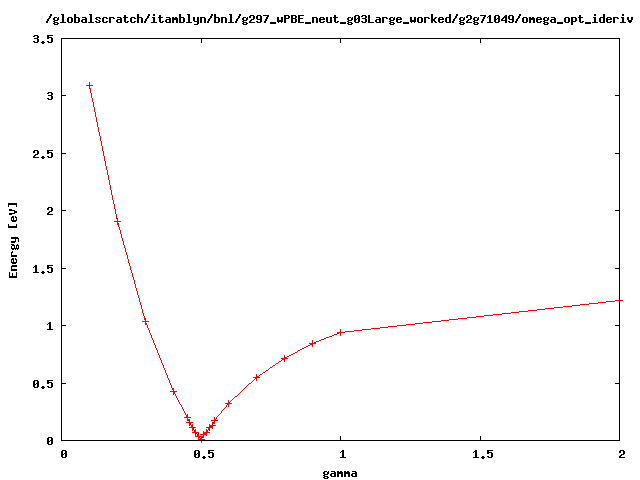 /globalscratch/itamblyn/bnl/g297_wPBE_neut_g03Large_worked/g2g71049/omega_opt_ideriv
3.5
3
2.5
2
1.5
1
0.5
0
Energy [eV]
0 0.5 1 1.5 2
gamma